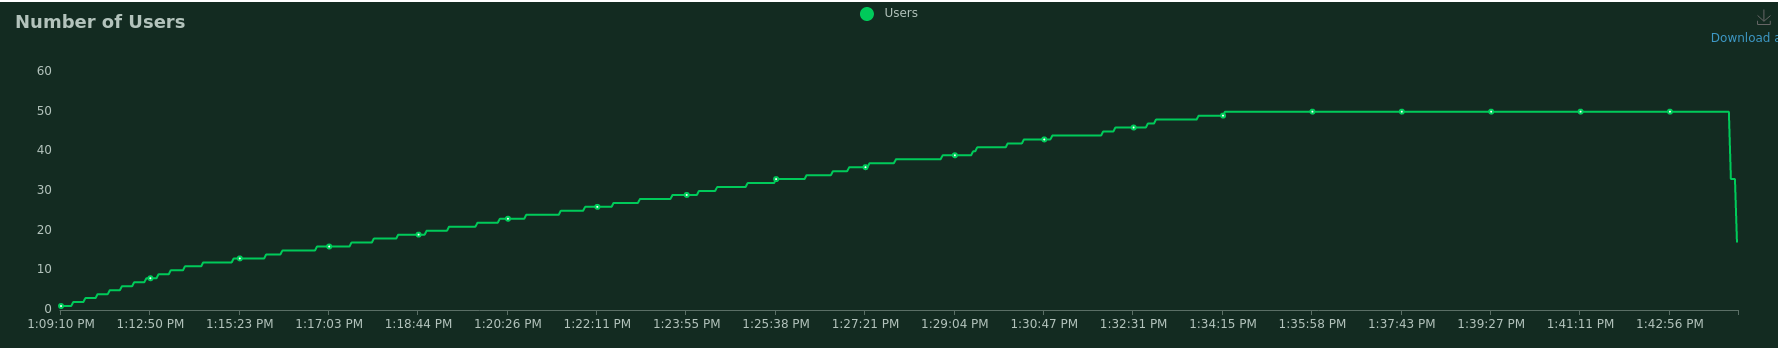 Number of Users
Users
Download a
60
50
40
30
20
10
0
1:09:10 PM 1:12:50 PM 1:15:23 PM 1:17:03 PM 1:18:44 PM 1:20:26 PM 1:22:11 PM 1:23:55 PM 1:25:38 PM 1:27:21 PM 1:29:04 PM 1:30:47 PM 1:32:31 PM 1:34:15 PM 1:35:58 PM 1:37:43 PM 1:39:27 PM 1:41:11 PM 1:42:56 PM